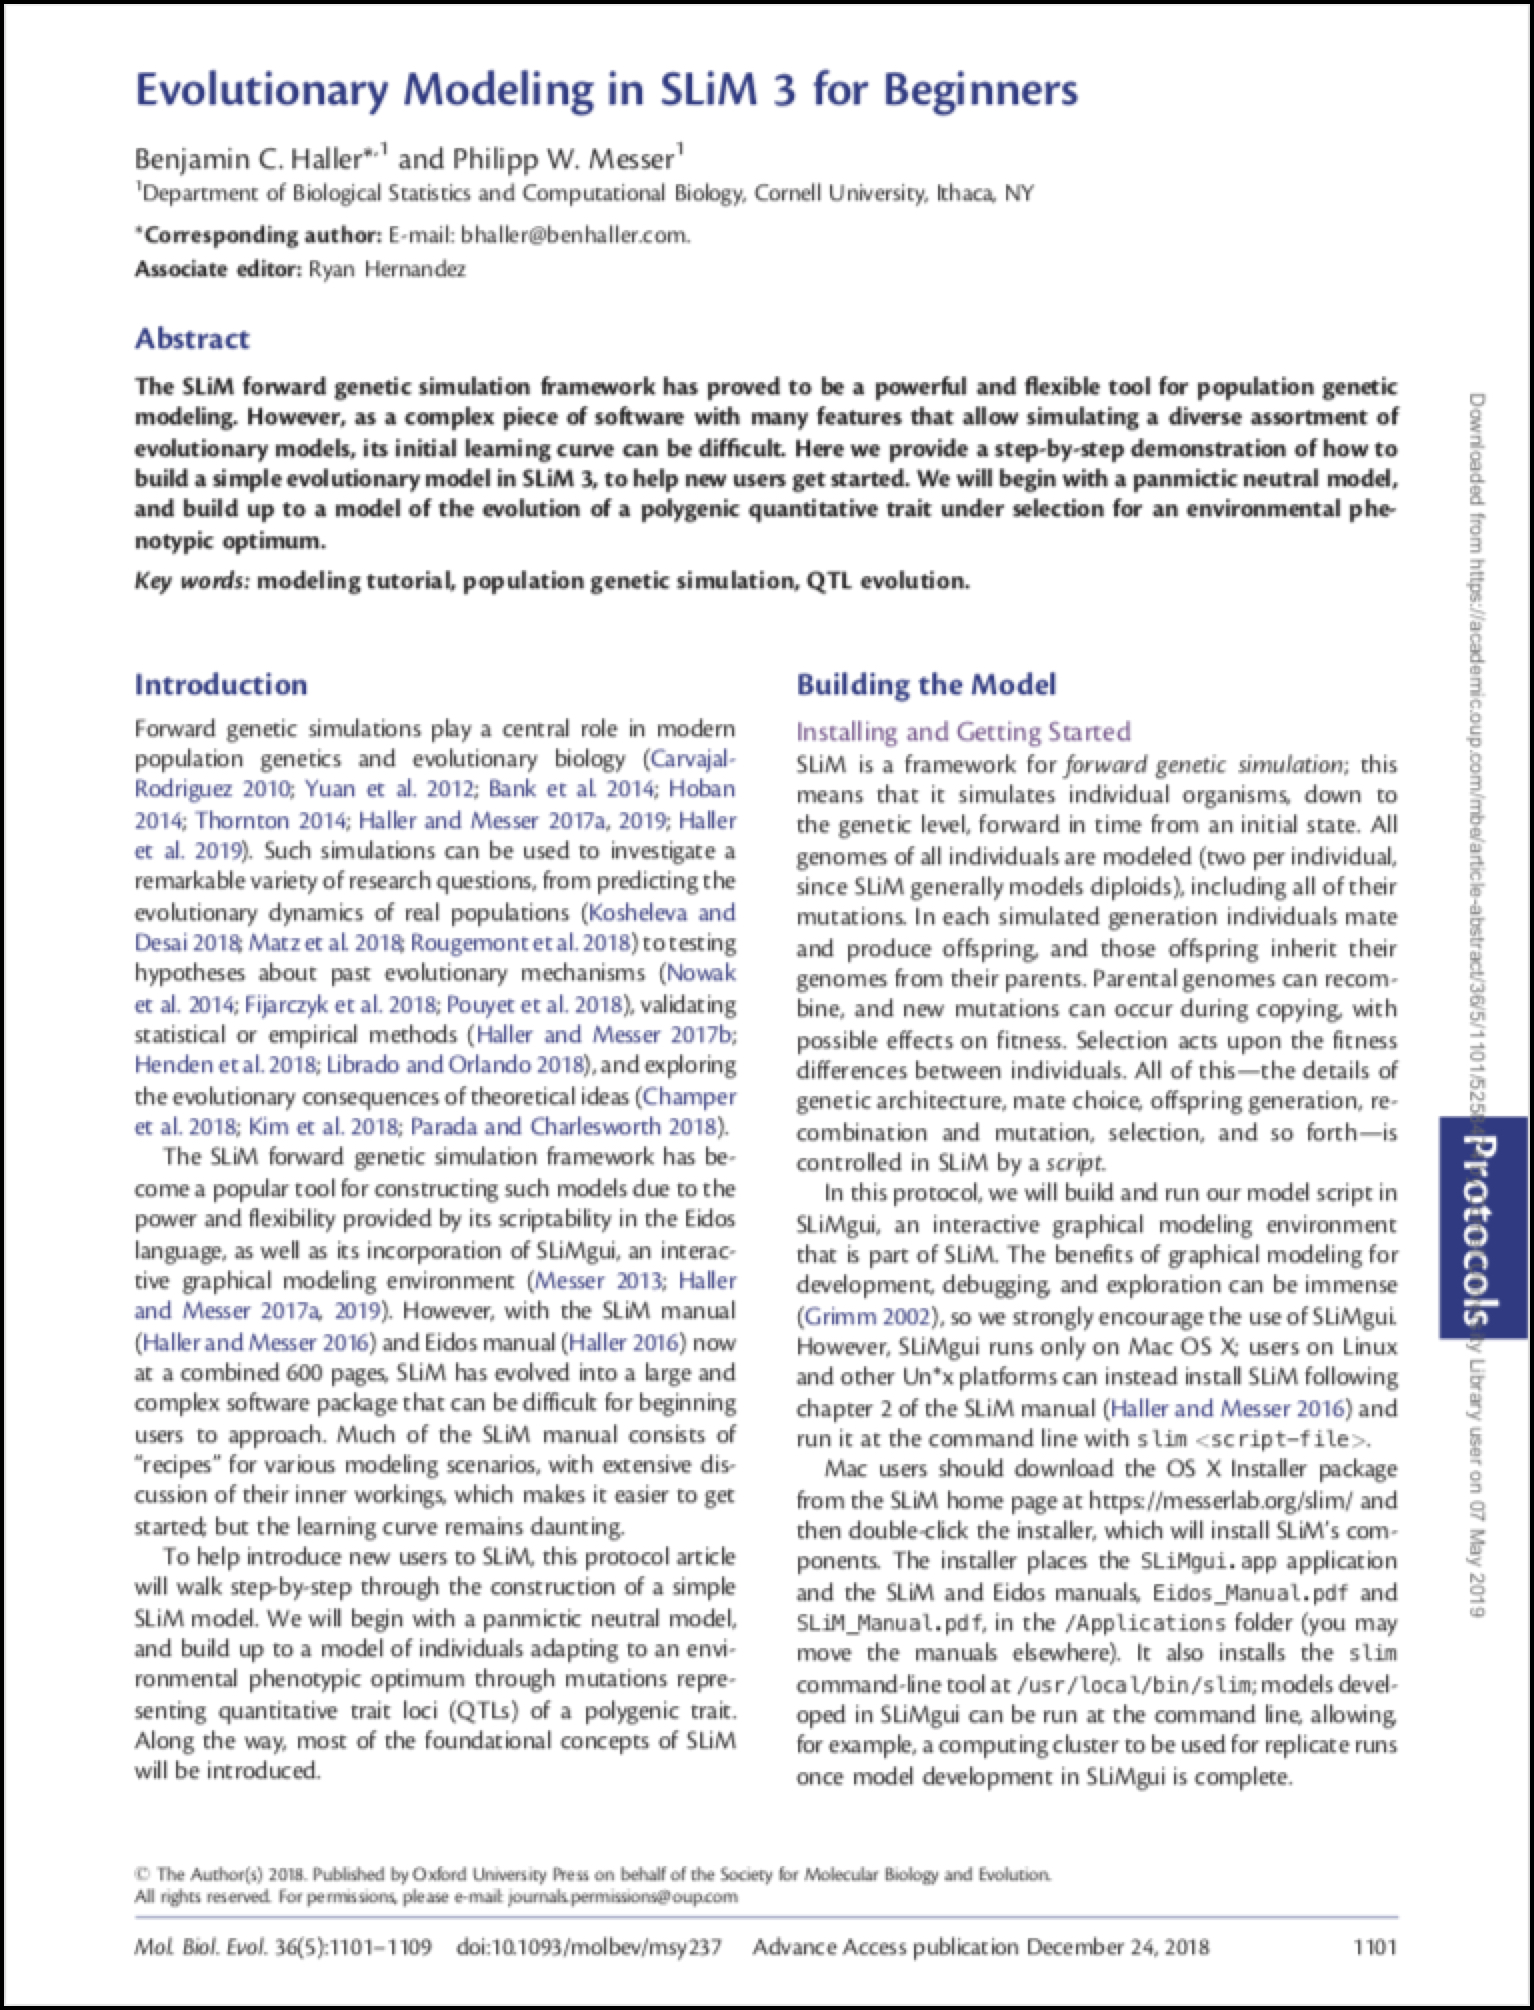 Evolutionary Modeling in SLiM 3 for Beginners
Benjamin C. Haller*,1 and Philipp W. Messer1
1Department of Biological Statistics and Computational Biology, Cornell University, Ithaca, NY
*Corresponding author: E-mail: bhaller@benhaller.com.
Associate editor: Ryan Hernandez
Abstract
The SLiM forward genetic simulation framework has proved to be a powerful and flexible tool for population genetic
modeling. However, as a complex piece of software with many features that allow simulating a diverse assortment of
evolutionary models, its initial learning curve can be difficult. Here we provide a step-by-step demonstration of how to
build a simple evolutionary model in SLiM 3, to help new users get started. We will begin with a panmictic neutral model,
and build up to a model of the evolution of a polygenic quantitative trait under selection for an environmental phe-
notypic optimum.
Key words: modeling tutorial, population genetic simulation, QTL evolution.
Introduction
Forward genetic simulations play a central role in modern
population genetics and evolutionary biology (Carvajal-
Rodriguez 2010; Yuan et al. 2012; Bank et al. 2014; Hoban
2014; Thornton 2014; Haller and Messer 2017a, 2019; Haller
et al. 2019). Such simulations can be used to investigate a
remarkable variety of research questions, from predicting the
evolutionary dynamics of real populations (Kosheleva and
Desai 2018; Matz et al. 2018; Rougemont et al. 2018) to testing
hypotheses about past evolutionary mechanisms (Nowak
et al. 2014; Fijarczyk et al. 2018; Pouyet et al. 2018), validating
statistical or empirical methods (Haller and Messer 2017b;
Henden et al. 2018; Librado and Orlando 2018), and exploring
the evolutionary consequences of theoretical ideas (Champer
et al. 2018; Kim et al. 2018; Parada and Charlesworth 2018).
The SLiM forward genetic simulation framework has be-
come a popular tool for constructing such models due to the
power and flexibility provided by its scriptability in the Eidos
language, as well as its incorporation of SLiMgui, an interac-
tive graphical modeling environment (Messer 2013; Haller
and Messer 2017a, 2019). However, with the SLiM manual
(Haller and Messer 2016) and Eidos manual (Haller 2016) now
at a combined 600 pages, SLiM has evolved into a large and
complex software package that can be difficult for beginning
users to approach. Much of the SLiM manual consists of
"recipes" for various modeling scenarios, with extensive dis-
cussion of their inner workings, which makes it easier to get
started; but the learning curve remains daunting.
To help introduce new users to SLiM, this protocol article
will walk step-by-step through the construction of a simple
SLiM model. We will begin with a panmictic neutral model,
and build up to a model of individuals adapting to an envi-
ronmental phenotypic optimum through mutations repre-
senting quantitative trait loci (QTLs) of a polygenic trait.
Along the way, most of the foundational concepts of SLiM
will be introduced.
Building the Model
Installing and Getting Started
SLiM is a framework for forward genetic simulation; this
means that it simulates individual organisms, down to
the genetic level, forward in time from an initial state. All
genomes of all individuals are modeled (two per individual,
since SLiM generally models diploids), including all of their
mutations. In each simulated generation individuals mate
and produce offspring, and those offspring inherit their
genomes from their parents. Parental genomes can recom-
bine, and new mutations can occur during copying, with
possible effects on fitness. Selection acts upon the fitness
differences between individuals. All of this—the details of
genetic architecture, mate choice, offspring generation, re-
combination and mutation, selection, and so forth—is
controlled in SLiM by a script.
In this protocol, we will build and run our model script in
SLiMgui, an interactive graphical modeling environment
that is part of SLiM. The benefits of graphical modeling for
development, debugging, and exploration can be immense
(Grimm 2002), so we strongly encourage the use of SLiMgui.
However, SLiMgui runs only on Mac OS X; users on Linux
and other Un*x platforms can instead install SLiM following
chapter 2 of the SLiM manual (Haller and Messer 2016) and
run it at the command line with slim <script-file>.
Mac users should download the OS X Installer package
from the SLiM home page at https://messerlab.org/slim/ and
then double-click the installer, which will install SLiM's com-
ponents. The installer places the SLiMgui.app application
and the SLiM and Eidos manuals, Eidos_Manual.pdf and
SLiM_Manual.pdf, in the /Applications folder (you may
move the manuals elsewhere). It also installs the slim
command-line tool at /usr/local/bin/slim; models devel-
oped in SLiMgui can be run at the command line, allowing,
for example, a computing cluster to be used for replicate runs
once model development in SLiMgui is complete.
© The Author(s) 2018. Published by Oxford University Press on behalf of the Society for Molecular Biology and Evolution.
All rights reserved. For permissions, please e-mail: journals.permissions@oup.com
Mol. Biol. Evol. 36(5):1101–1109 doi:10.1093/molbev/msy237 Advance Access publication December 24, 2018 1101
Protocols
Downloaded from https://academic.oup.com/mbe/article-abstract/36/5/1101/ Library user on 07 May 2019